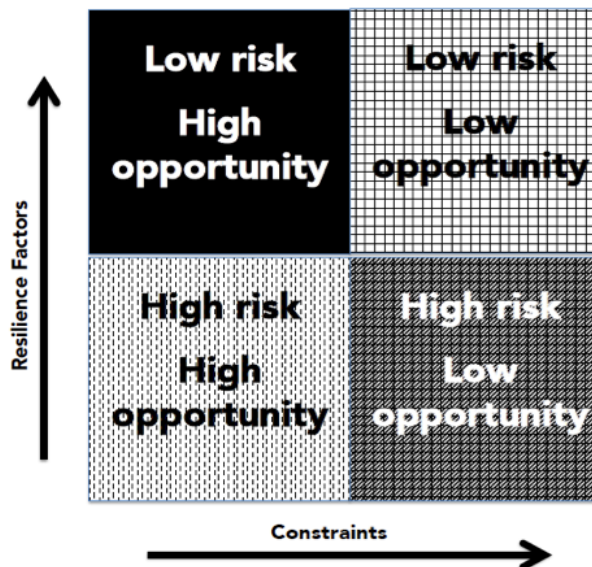 Low risk
High
opportunity
Low risk
Low
opportunity
High risk
High
opportunity
High risk
Low
opportunity
Resilience Factors
Constraints